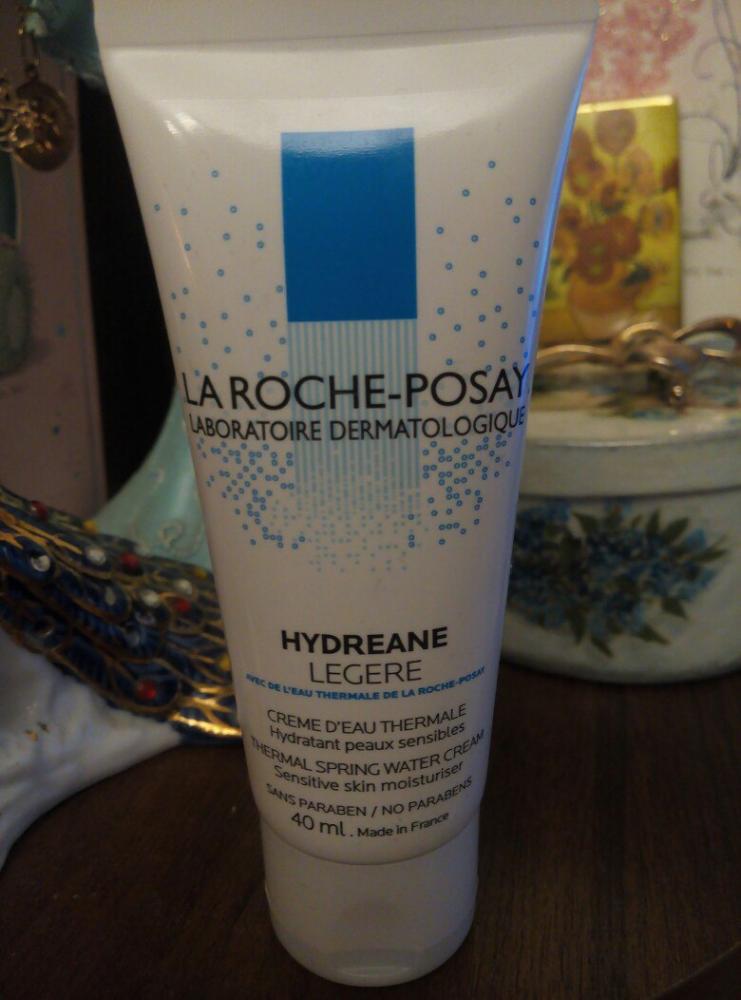 LA ROCHE-POSAY
LABORATOIRE DERMATOLOGIQUE
HYDREANE
LEGERE
AVEC DE L'EAU THERMALE DE LA ROCHE-POSAY
CREME D'EAU THERMALE
Hydratant peaux sensibles
THERMAL SPRING WATER CREAM
Sensitive skin moisturiser
SANS PARABEN / NO PARABENS
40 ml . Made in France